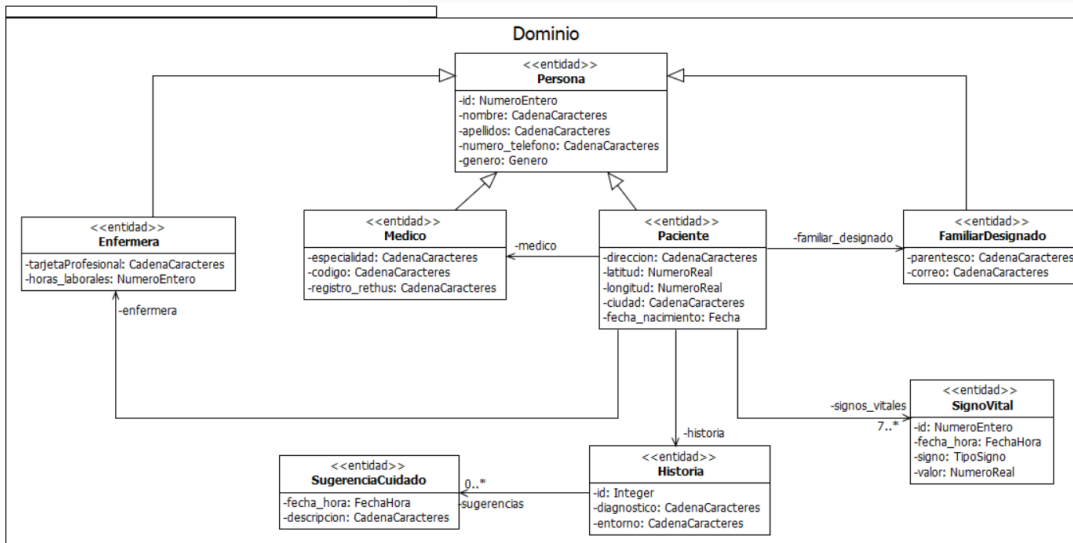 Dominio
<<entidad>>
Persona
-id: NumeroEntero
-nombre: CadenaCaracteres
-apellidos: CadenaCaracteres
-numero_telefono: CadenaCaracteres
-genero: Genero
<<entidad>>
Enfermera
-tarjetaProfesional: CadenaCaracteres
-horas_laborales: NumeroEntero
<<entidad>>
Medico
-especialidad: CadenaCaracteres
-codigo: CadenaCaracteres
-registro_rethus: CadenaCaracteres
-medico
<<entidad>>
Paciente
-direccion: CadenaCaracteres
-latitud: NumeroReal
-longitud: NumeroReal
-ciudad: CadenaCaracteres
-fecha_nacimiento: Fecha
-familiar_designado
<<entidad>>
FamiliarDesignado
-parentesco: CadenaCaracteres
-correo: CadenaCaracteres
-enfermera
-signos_vitales
7..*
<<entidad>>
SignoVital
-id: NumeroEntero
-fecha_hora: FechaHora
-signo: TipoSigno
-valor: NumeroReal
-historia
<<entidad>>
SugerenciaCuidado
-fecha_hora: FechaHora
-descripcion: CadenaCaracteres
0..*
-sugerencias
<<entidad>>
Historia
-id: Integer
-diagnostico: CadenaCaracteres
-entorno: CadenaCaracteres